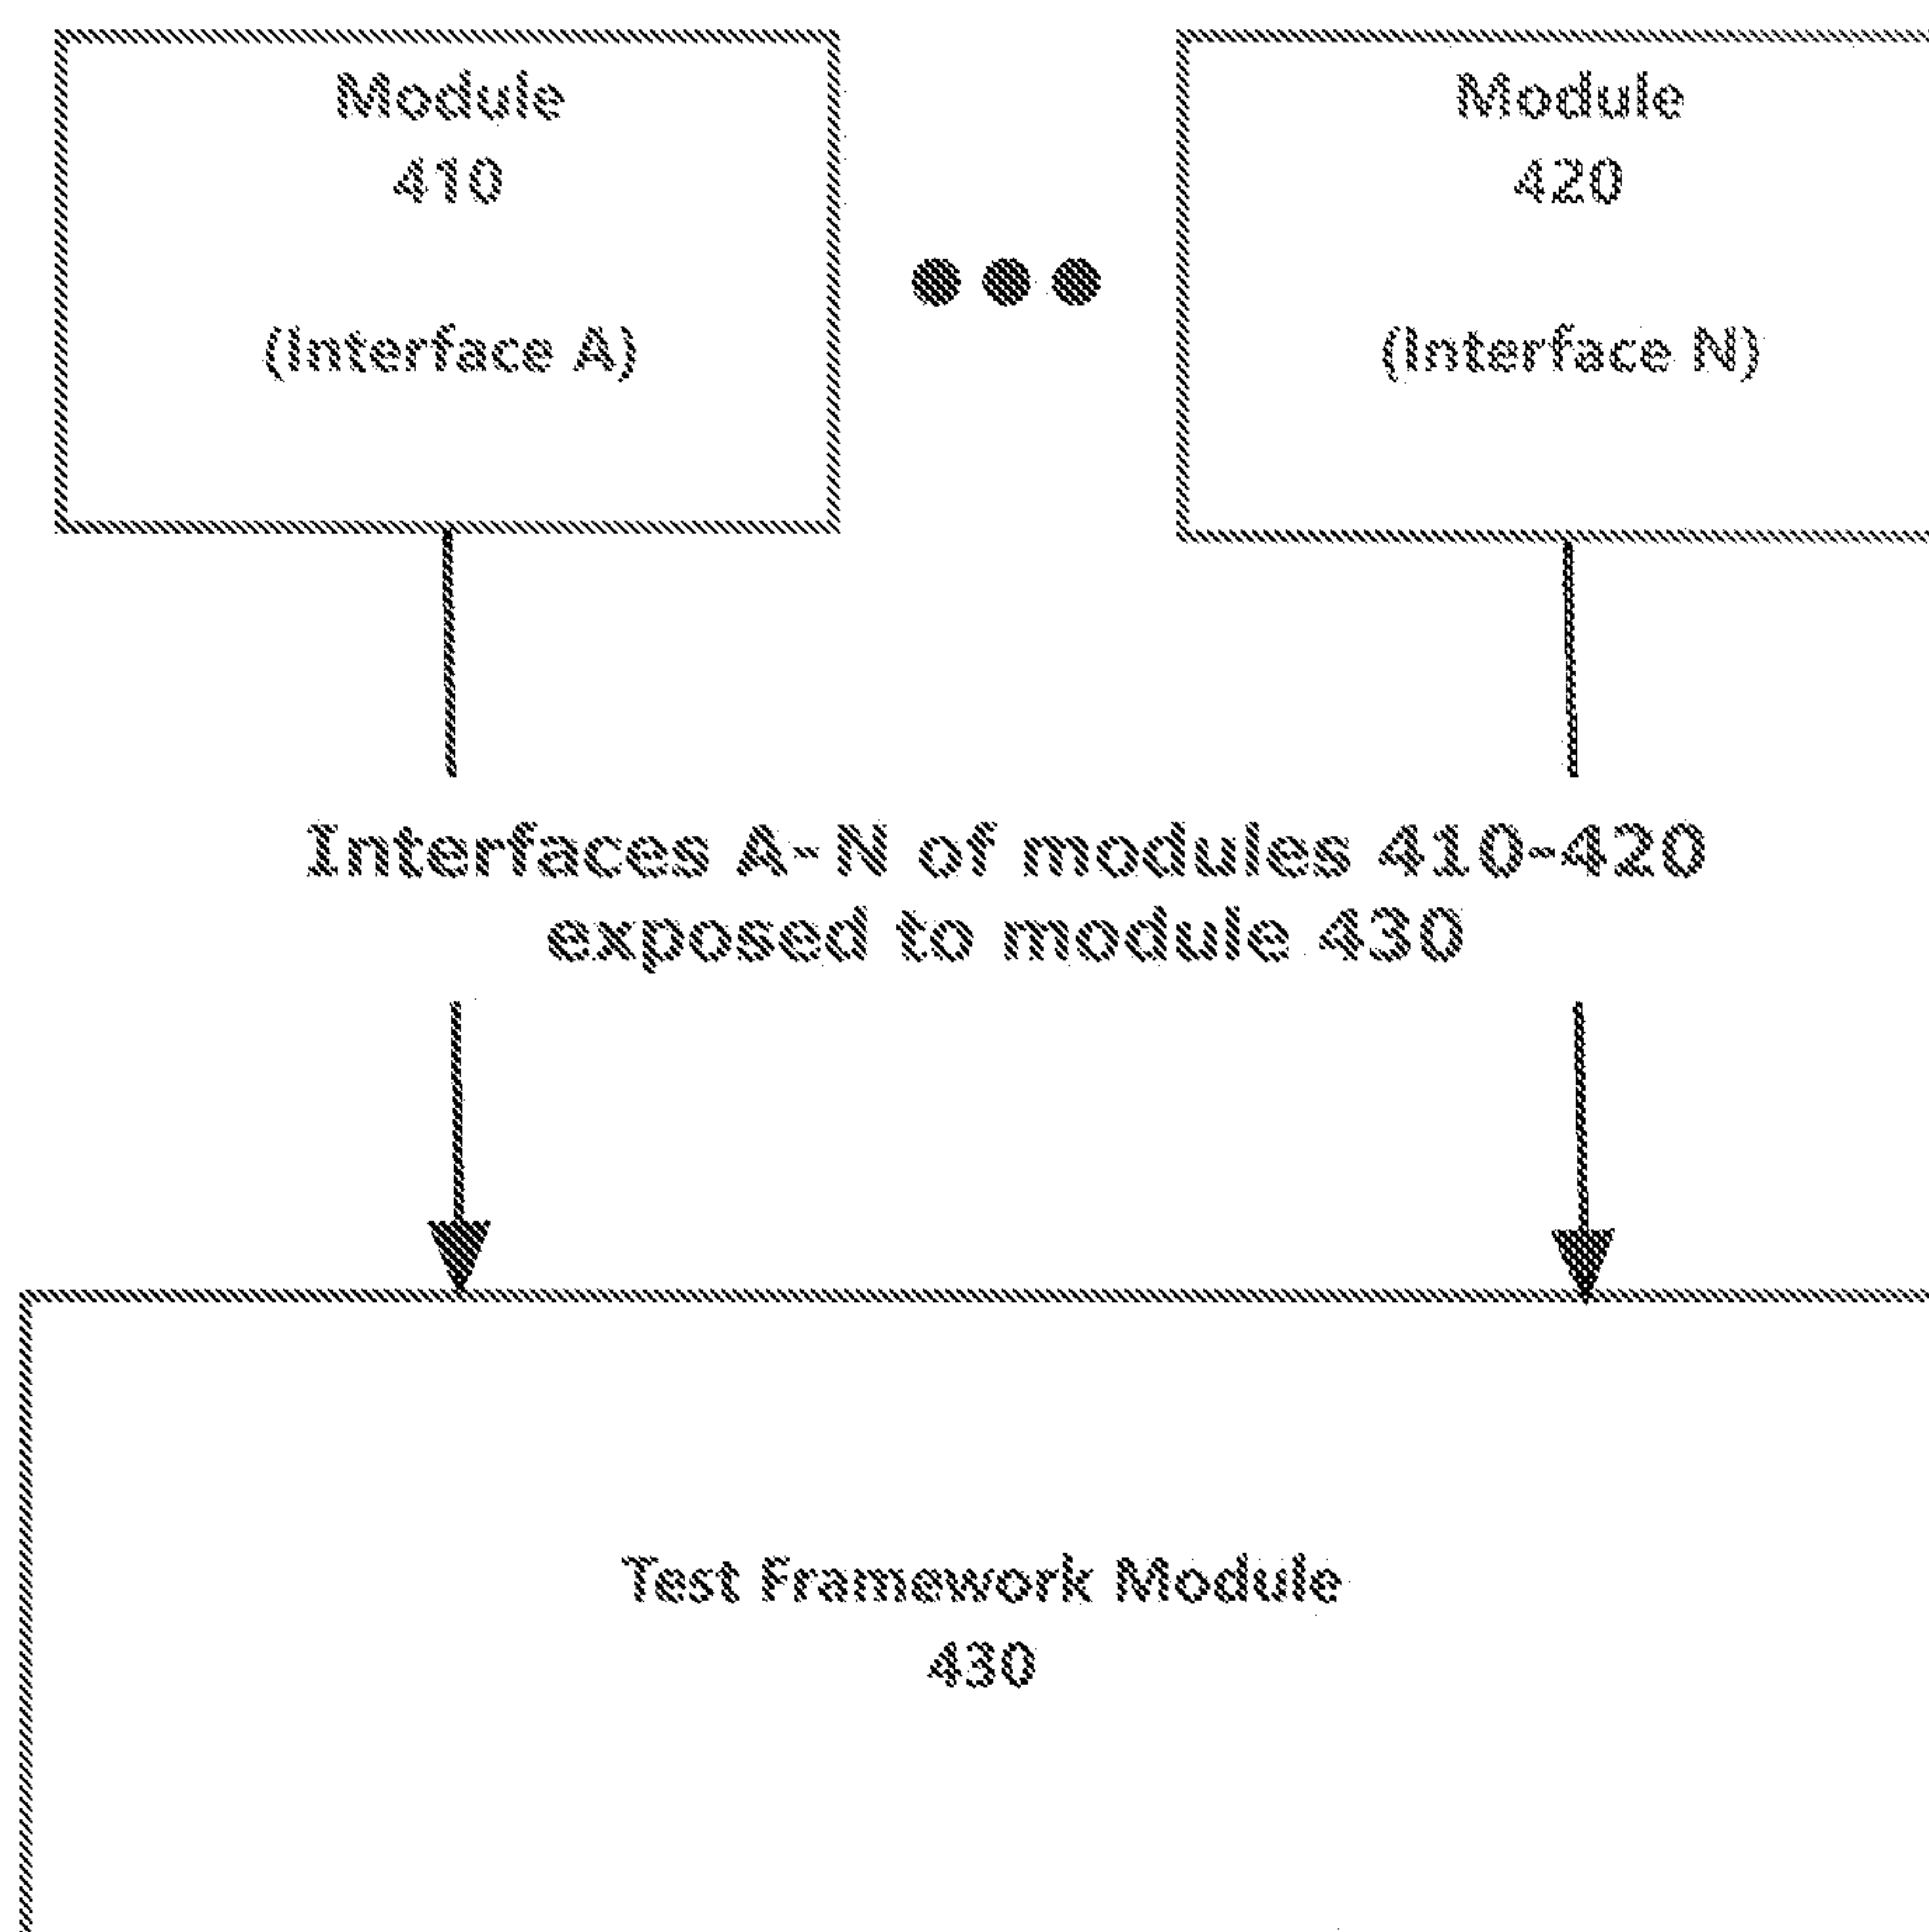 Module
410
(Interface A)
Module
420
(Interface N)
Interfaces A-N of modules 410-420
exposed to module 430
Test Framework Module
430